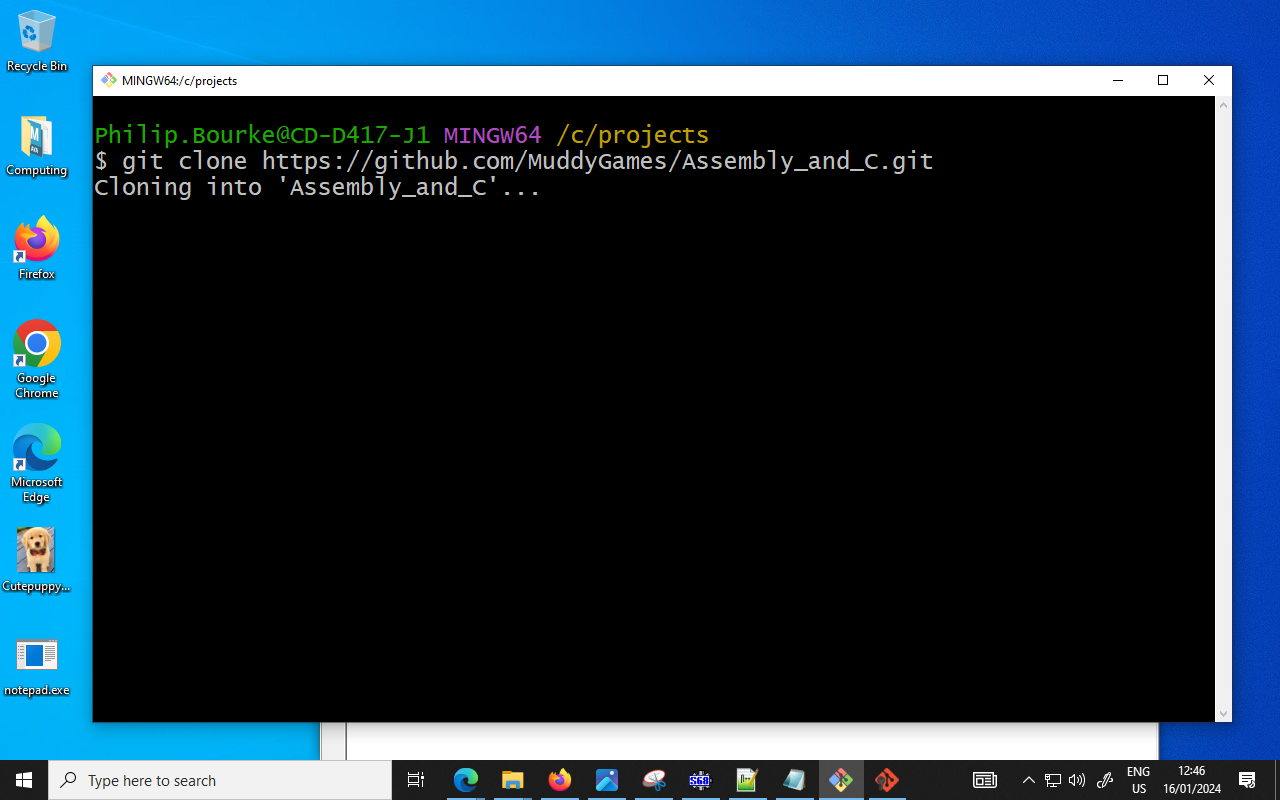 Recycle Bin
MINGW64:/c/projects
Philip.Bourke@CD-D417-J1 MINGW64 /c/projects
$ git clone https://github.com/MuddyGames/Assembly_and_C.git
Cloning into 'Assembly_and_C'...
Computing
Firefox
Google
Chrome
Microsoft
Edge
Cutepuppy...
notepad.exe
Type here to search
S68
ENG
US
12:46
16/01/2024